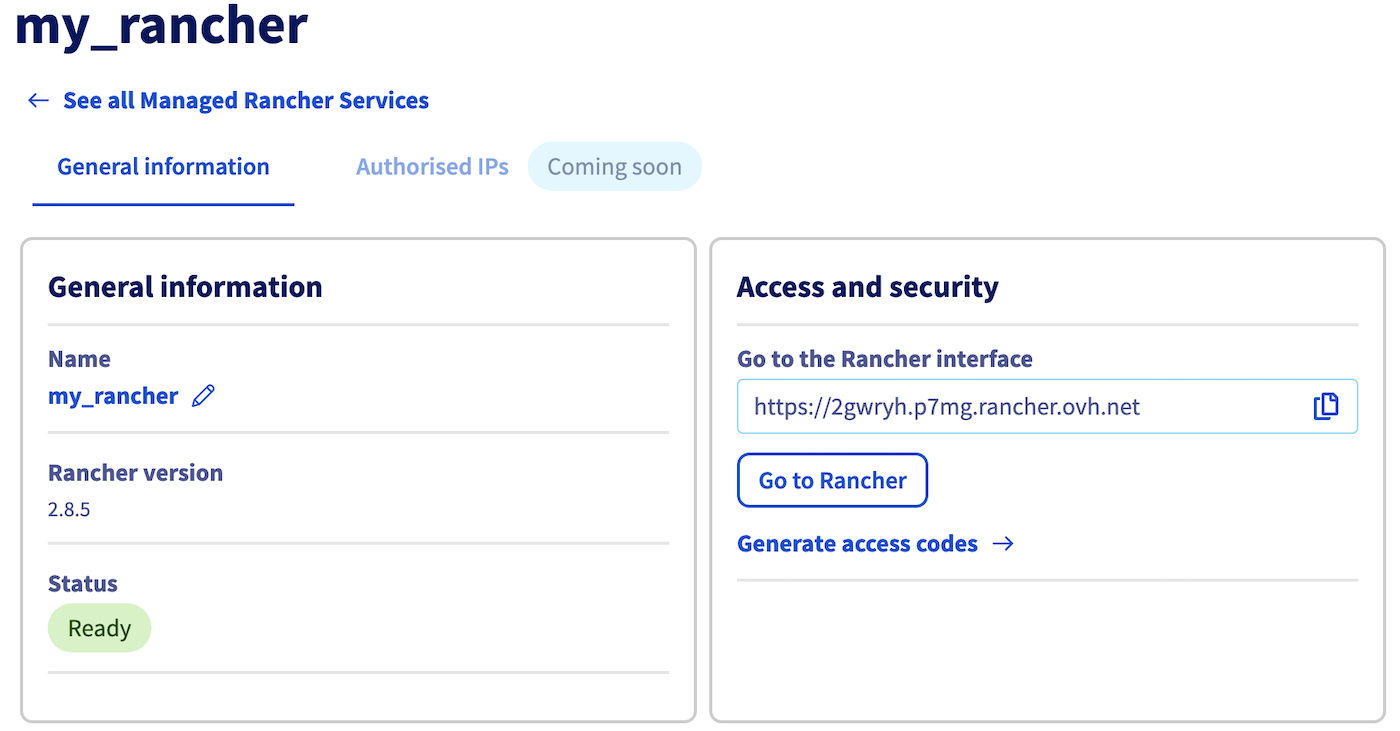 my_rancher
← See all Managed Rancher Services
General information
Authorised IPs
Coming soon
General information
Name
my_rancher
Rancher version
2.8.5
Status
Ready
Access and security
Go to the Rancher interface
https://2gwryh.p7mg.rancher.ovh.net
Go to Rancher
Generate access codes →